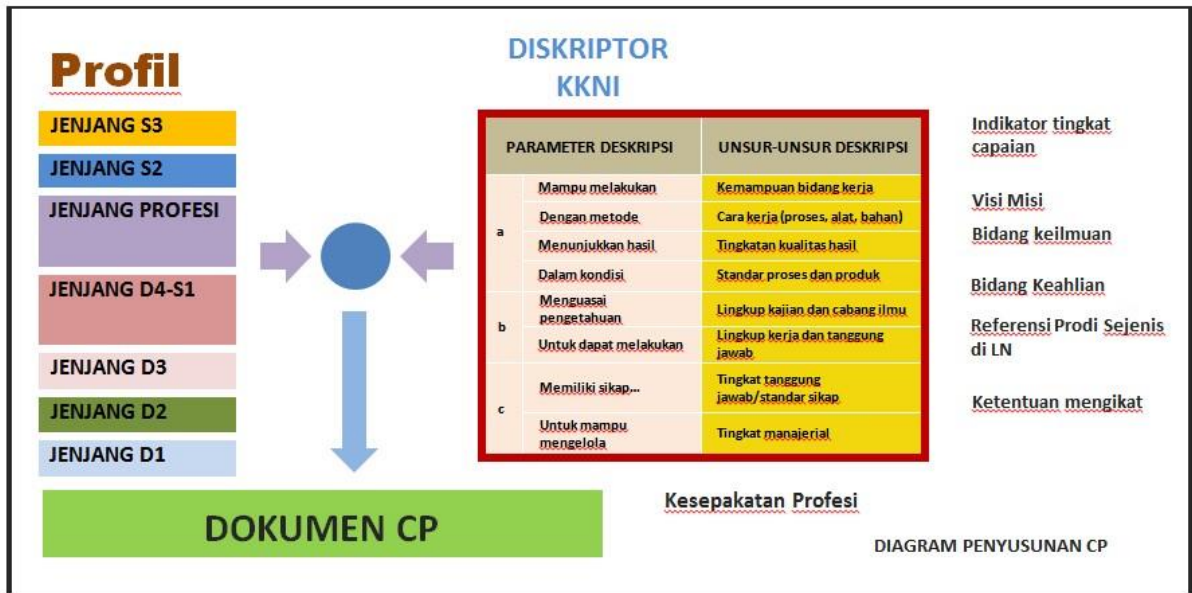 Profil
JENJANG S3
JENJANG S2
JENJANG PROFESI
JENJANG D4-S1
JENJANG D3
JENJANG D2
JENJANG D1
DISKRIPTOR
KKNI
PARAMETER DESKRIPSI
UNSUR-UNSUR DESKRIPSI
a
Mampu melakukan
Kemampuan bidang kerja
Dengan metode
Cara kerja (proses, alat, bahan)
Menunjukkan hasil
Tingkatan kualitas hasil
Dalam kondisi
Standar proses dan produk
b
Menguasai
pengetahuan
Lingkup kajian dan cabang ilmu
Untuk dapat melakukan
Lingkup kerja dan tanggung
jawab
c
Memiliki sikap...
Tingkat tanggung
jawab/standar sikap
Untuk mampu
mengelola
Tingkat manajerial
Indikator tingkat
capaian
Visi Misi
Bidang keilmuan
Bidang Keahlian
Referensi Prodi Sejenis
di LN
Ketentuan mengikat
Kesepakatan Profesi
DOKUMEN CP
DIAGRAM PENYUSUNAN CP